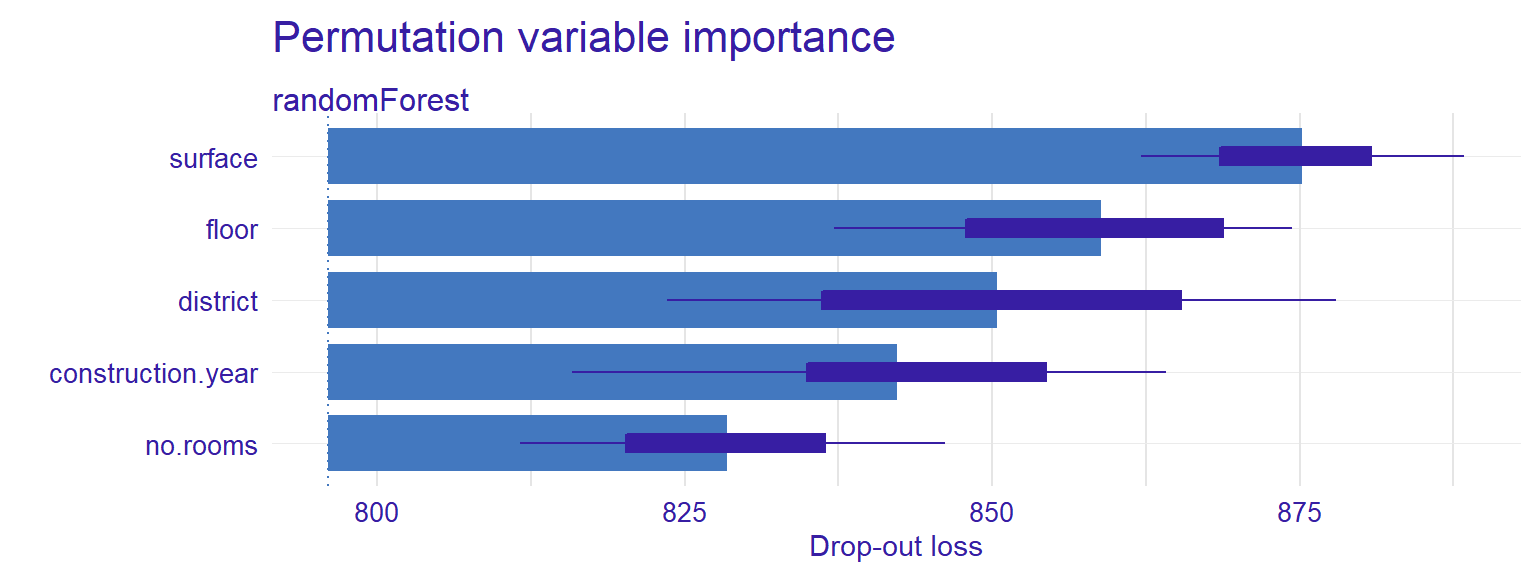 Permutation variable importance
randomForest
surface
floor
district
construction.year
no.rooms
800 825 850 875
Drop-out loss